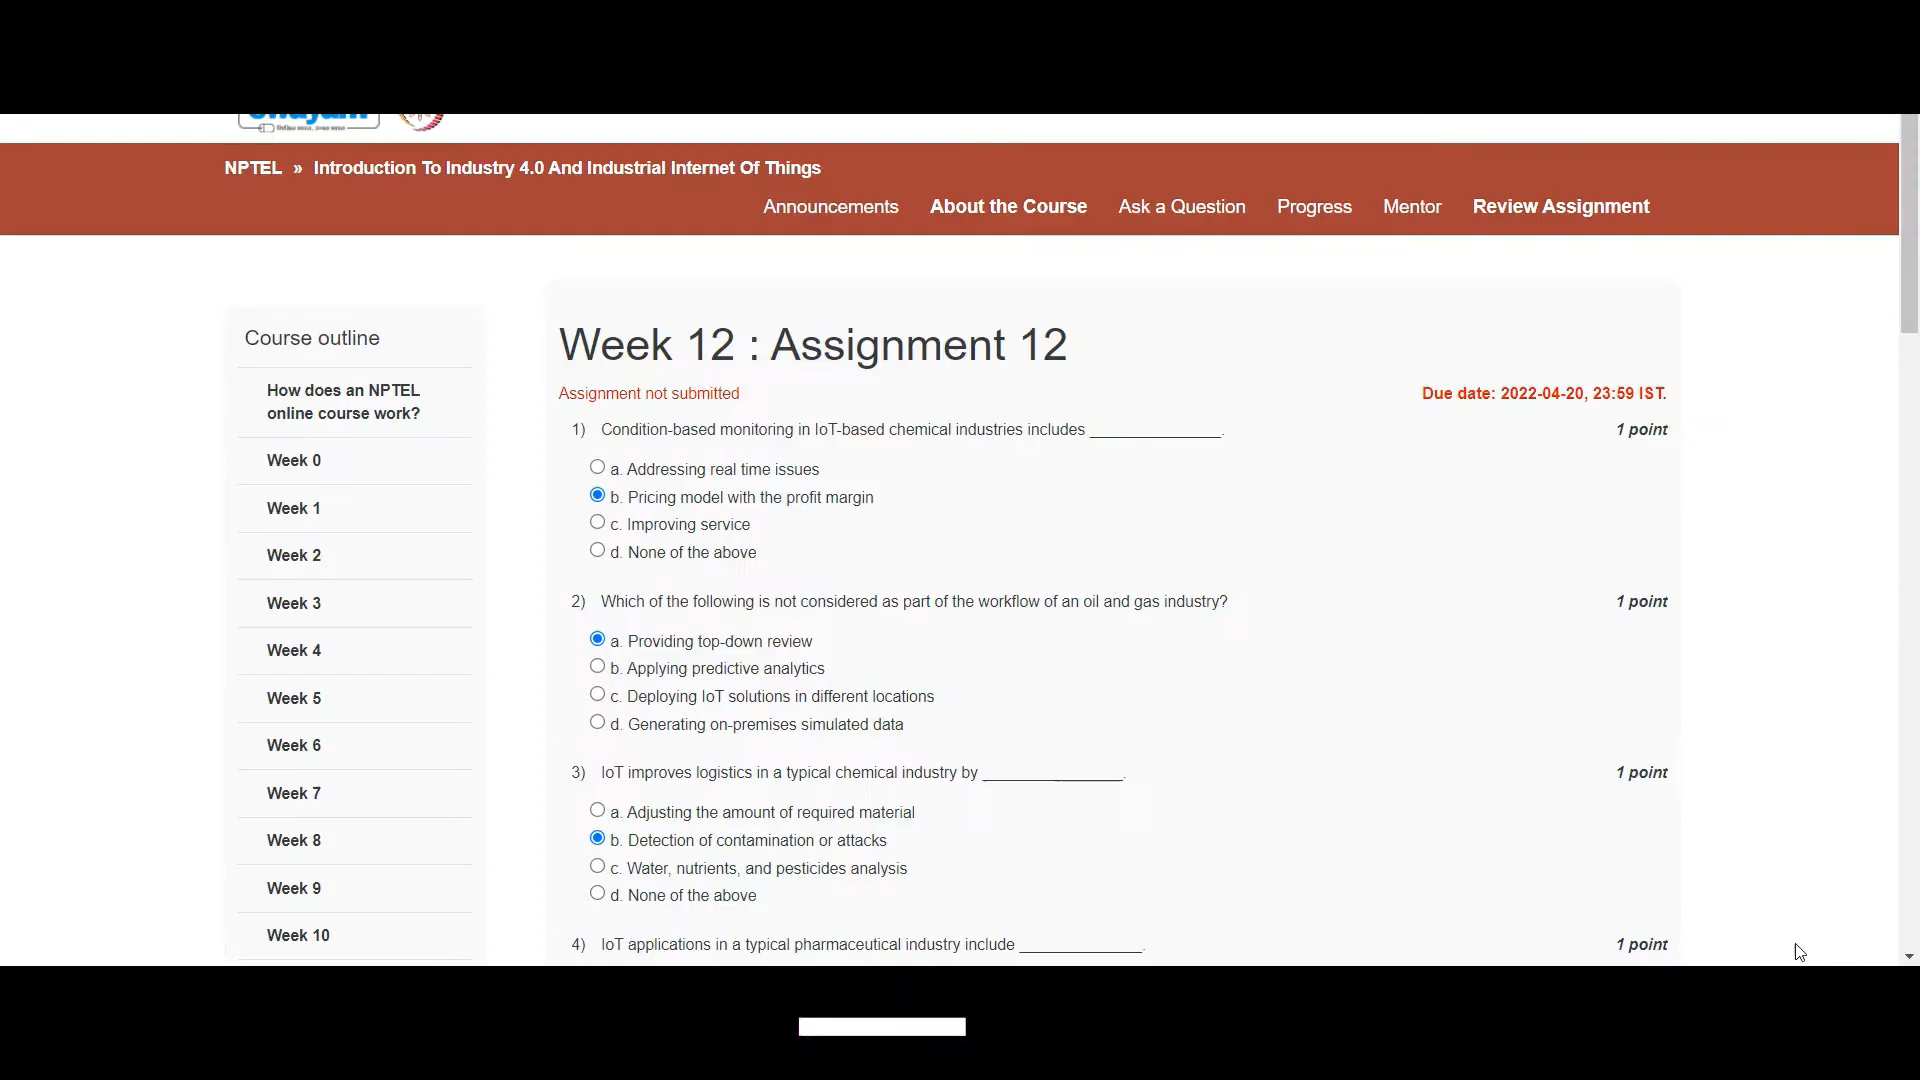 NPTEL » Introduction To Industry 4.0 And Industrial Internet Of Things
Announcements About the Course Ask a Question Progress Mentor Review Assignment
Course outline
How does an NPTEL
online course work?
Week 0
Week 1
Week 2
Week 3
Week 4
Week 5
Week 6
Week 7
Week 8
Week 9
Week 10
Week 12 : Assignment 12
Assignment not submitted Due date: 2022-04-20, 23:59 IST.
1) Condition-based monitoring in IoT-based chemical industries includes _______________. 1 point
a. Addressing real time issues
b. Pricing model with the profit margin
c. Improving service
d. None of the above
2) Which of the following is not considered as part of the workflow of an oil and gas industry? 1 point
a. Providing top-down review
b. Applying predictive analytics
c. Deploying IoT solutions in different locations
d. Generating on-premises simulated data
3) IoT improves logistics in a typical chemical industry by ________________. 1 point
a. Adjusting the amount of required material
b. Detection of contamination or attacks
c. Water, nutrients, and pesticides analysis
d. None of the above
4) IoT applications in a typical pharmaceutical industry include ______________. 1 point